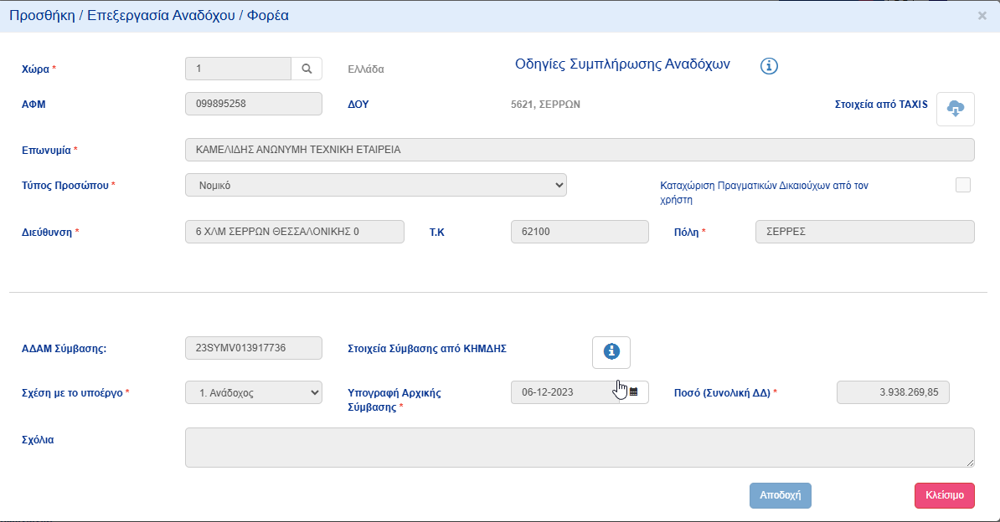 Προσθήκη / Επεξεργασία Αναδόχου / Φορέα ×
Χώρα * 1 Ελλάδα Οδηγίες Συμπλήρωσης Αναδόχων
ΑΦΜ 099895258 ΔΟΥ 5621, ΣΕΡΡΩΝ Στοιχεία από TAXIS
Επωνυμία * ΚΑΜΕΛΙΔΗΣ ΑΝΩΝΥΜΗ ΤΕΧΝΙΚΗ ΕΤΑΙΡΕΙΑ
Τύπος Προσώπου * Νομικό Καταχώριση Πραγματικών Δικαιούχων από τον
χρήστη
Διεύθυνση * 6 ΧΛΜ ΣΕΡΡΩΝ ΘΕΣΣΑΛΟΝΙΚΗΣ 0 Τ.Κ 62100 Πόλη * ΣΕΡΡΕΣ
ΑΔΑΜ Σύμβασης: 23SYMV013917736 Στοιχεία Σύμβασης από ΚΗΜΔΗΣ
Σχέση με το υποέργο * 1. Ανάδοχος Υπογραφή Αρχικής 06-12-2023 Ποσό (Συνολική ΔΔ) * 3.938.269,85
Σύμβασης *
Σχόλια
Αποδοχή Κλείσιμο